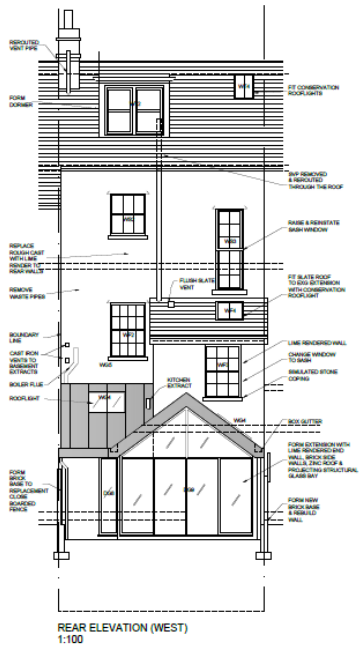 REROUTED
VENT PIPE
FORM
DORMER
FIT CONSERVATION
ROOFLIGHTS
SVP REMOVED
& REROUTED
THROUGH THE ROOF
RAISE & REINSTATE
SASH WINDOW
REPLACE
ROUGH CAST
WITH LIME
RENDER TO
REAR WALLS
FLUSH SLATE
VENT
FIT SLATE ROOF
TO EXG EXTENSION
WITH CONSERVATION
ROOFLIGHT
REMOVE
WASTE PIPES
BOUNDARY
LINE
CAST IRON
VENTS TO
BASEMENT
EXTRACTS
BOILER FLUE
ROOFLIGHT
KITCHEN
EXTRACT
LIME RENDERED WALL
CHANGE WINDOW
TO SASH
SIMULATED STONE
COPING
WG5
WG4
WG4
BOX GUTTER
FORM EXTENSION WITH
LIME RENDERED END
WALL, BRICK SIDE
WALLS, ZINC ROOF &
PROJECTING STRUCTURAL
GLASS BAY
FORM
BRICK
BASE TO
REPLACEMENT
CLOSE
BOARDED
FENCE
FORM NEW
BRICK BASE
& REBUILD
WALL
REAR ELEVATION (WEST)
1:100